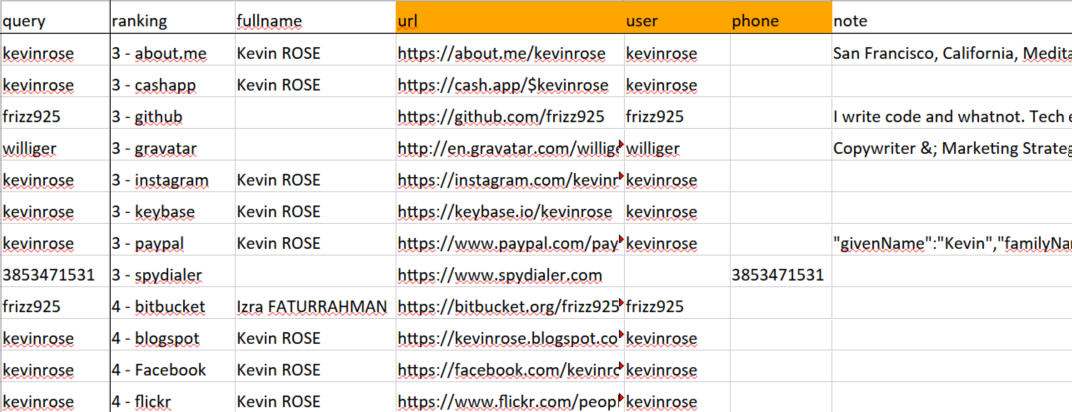 query ranking fullname url user phone note
kevinrose 3 - about.me Kevin ROSE https://about.me/kevinrose kevinrose San Francisco, California, Medita
kevinrose 3 - cashapp Kevin ROSE https://cash.app/$kevinrose kevinrose
frizz925 3 - github https://github.com/frizz925 frizz925 I write code and whatnot. Tech e
williger 3 - gravatar http://en.gravatar.com/willige williger Copywriter &; Marketing Strateg
kevinrose 3 - instagram Kevin ROSE https://instagram.com/kevinr kevinrose
kevinrose 3 - keybase Kevin ROSE https://keybase.io/kevinrose kevinrose
kevinrose 3 - paypal Kevin ROSE https://www.paypal.com/pay kevinrose "givenName":"Kevin","familyNa
3853471531 3 - spydialer https://www.spydialer.com 3853471531
frizz925 4 - bitbucket Izra FATURRAHMAN https://bitbucket.org/frizz925 frizz925
kevinrose 4 - blogspot Kevin ROSE https://kevinrose.blogspot.co kevinrose
kevinrose 4 - Facebook Kevin ROSE https://facebook.com/kevinro kevinrose
kevinrose 4 - flickr Kevin ROSE https://www.flickr.com/peop kevinrose